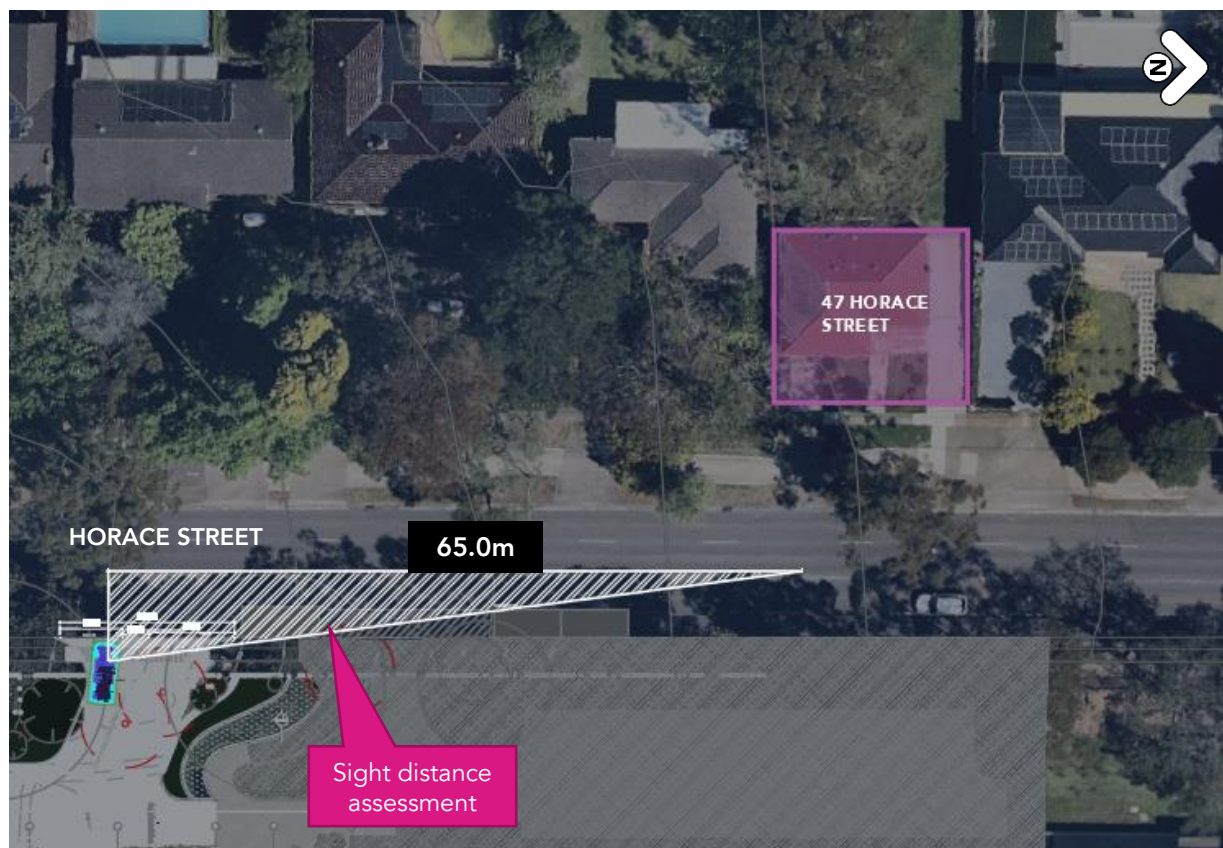 N
47 HORACE
STREET
HORACE STREET
65.0m
Sight distance
assessment